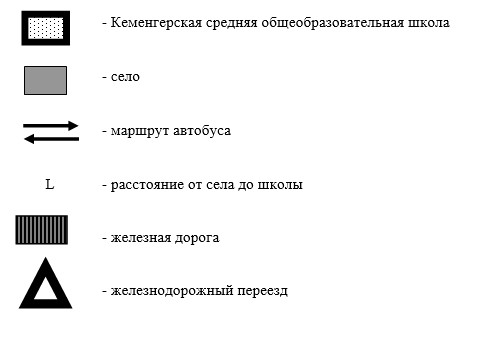 - Кеменгерская средняя общеобразовательная школа
- село
- маршрут автобуса
L - расстояние от села до школы
- железная дорога
- железнодорожный переезд